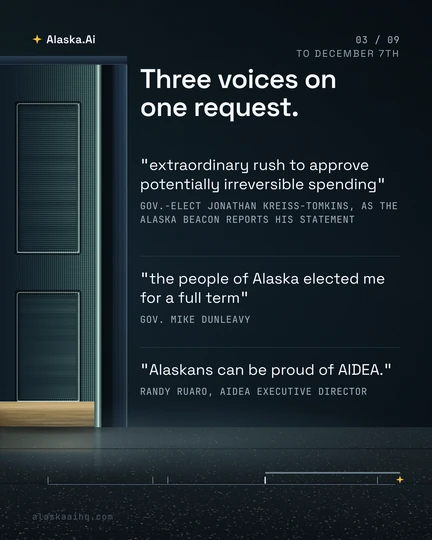 Alaska.Ai
03 / 09
TO DECEMBER 7TH
Three voices on
one request.
"extraordinary rush to approve
potentially irreversible spending"
GOV.-ELECT JONATHAN KREISS-TOMKINS, AS THE
ALASKA BEACON REPORTS HIS STATEMENT
"the people of Alaska elected me
for a full term"
GOV. MIKE DUNLEAVY
"Alaskans can be proud of AIDEA."
RANDY RUARO, AIDEA EXECUTIVE DIRECTOR
alaskaaihq.com